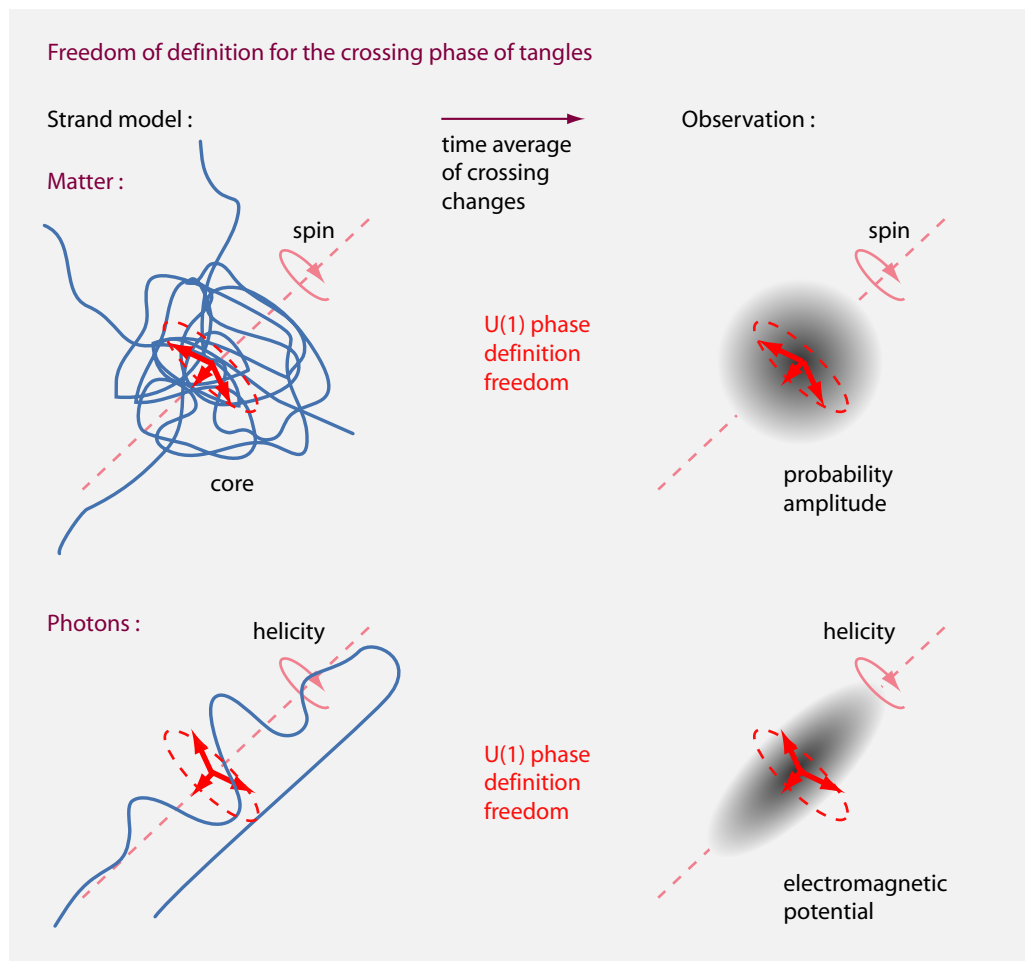 Freedom of definition for the crossing phase of tangles
Strand model :
time average
of crossing
changes
Observation :
Matter :
spin
spin
U(1) phase
definition
freedom
core
probability
amplitude
Photons :
helicity
helicity
U(1) phase
definition
freedom
electromagnetic
potential